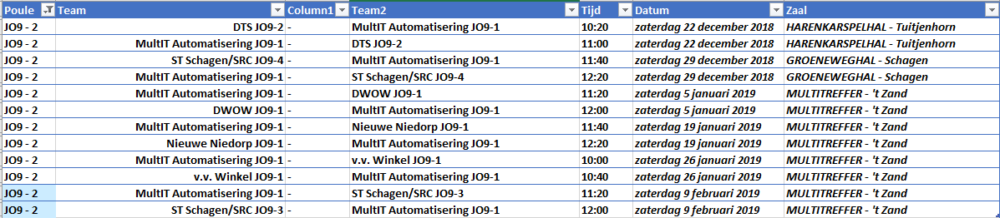 Poule Team Column1 Team2 Tijd Datum Zaal
JO9 - 2 DTS JO9-2 - MultIT Automatisering JO9-1 10:20 zaterdag 22 december 2018 HARENKARSPELHAL - Tuitjenhorn
JO9 - 2 MultIT Automatisering JO9-1 - DTS JO9-2 11:00 zaterdag 22 december 2018 HARENKARSPELHAL - Tuitjenhorn
JO9 - 2 ST Schagen/SRC JO9-4 - MultIT Automatisering JO9-1 11:40 zaterdag 29 december 2018 GROENEWEGHAL - Schagen
JO9 - 2 MultIT Automatisering JO9-1 - ST Schagen/SRC JO9-4 12:20 zaterdag 29 december 2018 GROENEWEGHAL - Schagen
JO9 - 2 MultIT Automatisering JO9-1 - DWOW JO9-1 11:20 zaterdag 5 januari 2019 MULTITREFFER - 't Zand
JO9 - 2 DWOW JO9-1 - MultIT Automatisering JO9-1 12:00 zaterdag 5 januari 2019 MULTITREFFER - 't Zand
JO9 - 2 MultIT Automatisering JO9-1 - Nieuwe Niedorp JO9-1 11:40 zaterdag 19 januari 2019 MULTITREFFER - 't Zand
JO9 - 2 Nieuwe Niedorp JO9-1 - MultIT Automatisering JO9-1 12:20 zaterdag 19 januari 2019 MULTITREFFER - 't Zand
JO9 - 2 MultIT Automatisering JO9-1 - v.v. Winkel JO9-1 10:00 zaterdag 26 januari 2019 MULTITREFFER - 't Zand
JO9 - 2 v.v. Winkel JO9-1 - MultIT Automatisering JO9-1 10:40 zaterdag 26 januari 2019 MULTITREFFER - 't Zand
JO9 - 2 MultIT Automatisering JO9-1 - ST Schagen/SRC JO9-3 11:20 zaterdag 9 februari 2019 MULTITREFFER - 't Zand
JO9 - 2 ST Schagen/SRC JO9-3 - MultIT Automatisering JO9-1 12:00 zaterdag 9 februari 2019 MULTITREFFER - 't Zand